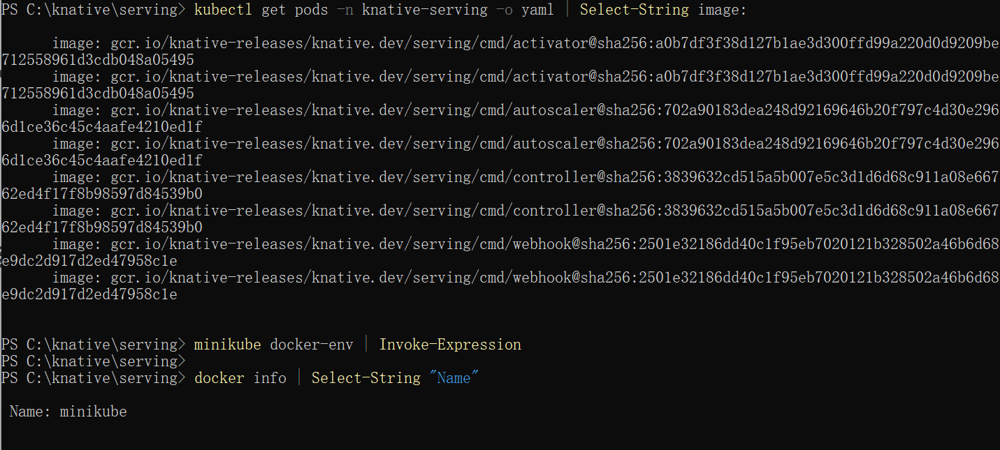 PS C:\knative\serving> kubectl get pods -n knative-serving -o yaml | Select-String image:
image: gcr.io/knative-releases/knative.dev/serving/cmd/activator@sha256:a0b7df3f38d127b1ae3d300ffd99a220d0d9209be
712558961d3cdb048a05495
image: gcr.io/knative-releases/knative.dev/serving/cmd/activator@sha256:a0b7df3f38d127b1ae3d300ffd99a220d0d9209be
712558961d3cdb048a05495
image: gcr.io/knative-releases/knative.dev/serving/cmd/autoscaler@sha256:702a90183dea248d92169646b20f797c4d30e296
6d1ce36c45c4aafe4210ed1f
image: gcr.io/knative-releases/knative.dev/serving/cmd/autoscaler@sha256:702a90183dea248d92169646b20f797c4d30e296
6d1ce36c45c4aafe4210ed1f
image: gcr.io/knative-releases/knative.dev/serving/cmd/controller@sha256:3839632cd515a5b007e5c3d1d6d68c911a08e667
62ed4f17f8b98597d84539b0
image: gcr.io/knative-releases/knative.dev/serving/cmd/controller@sha256:3839632cd515a5b007e5c3d1d6d68c911a08e667
62ed4f17f8b98597d84539b0
image: gcr.io/knative-releases/knative.dev/serving/cmd/webhook@sha256:2501e32186dd40c1f95eb7020121b328502a46b6d68
e9dc2d917d2ed47958c1e
image: gcr.io/knative-releases/knative.dev/serving/cmd/webhook@sha256:2501e32186dd40c1f95eb7020121b328502a46b6d68
e9dc2d917d2ed47958c1e
PS C:\knative\serving> minikube docker-env | Invoke-Expression
PS C:\knative\serving>
PS C:\knative\serving> docker info | Select-String "Name"
Name: minikube